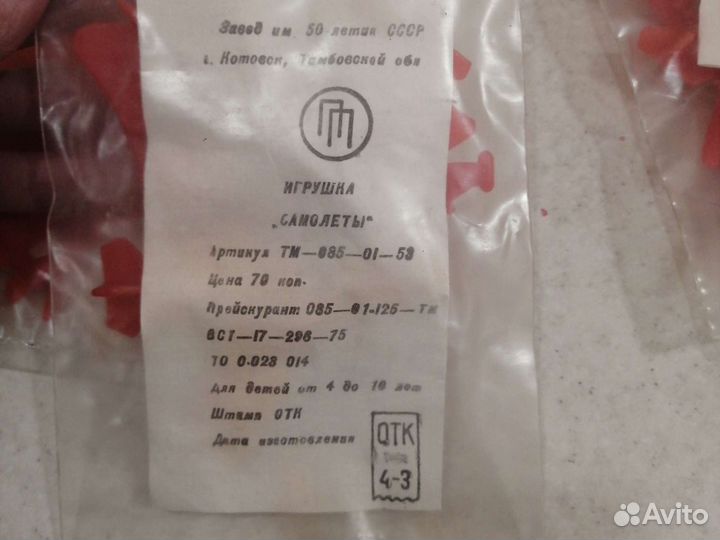 Завод им 50 летия СССР
г. Котовск, Тамбовской обл
ПТ
ИГРУШКА
„САМОЛЕТЫ"
Артикул ТМ—085—01—53
Цена 70 коп.
Прейскурант 085—01-125—ТМ
ОСТ—17—296—75
ТО 0.023 014
Для детей от 4 до 10 лет
Штамп ОТК
Дата изготовления
ОТК
4-3
Avito